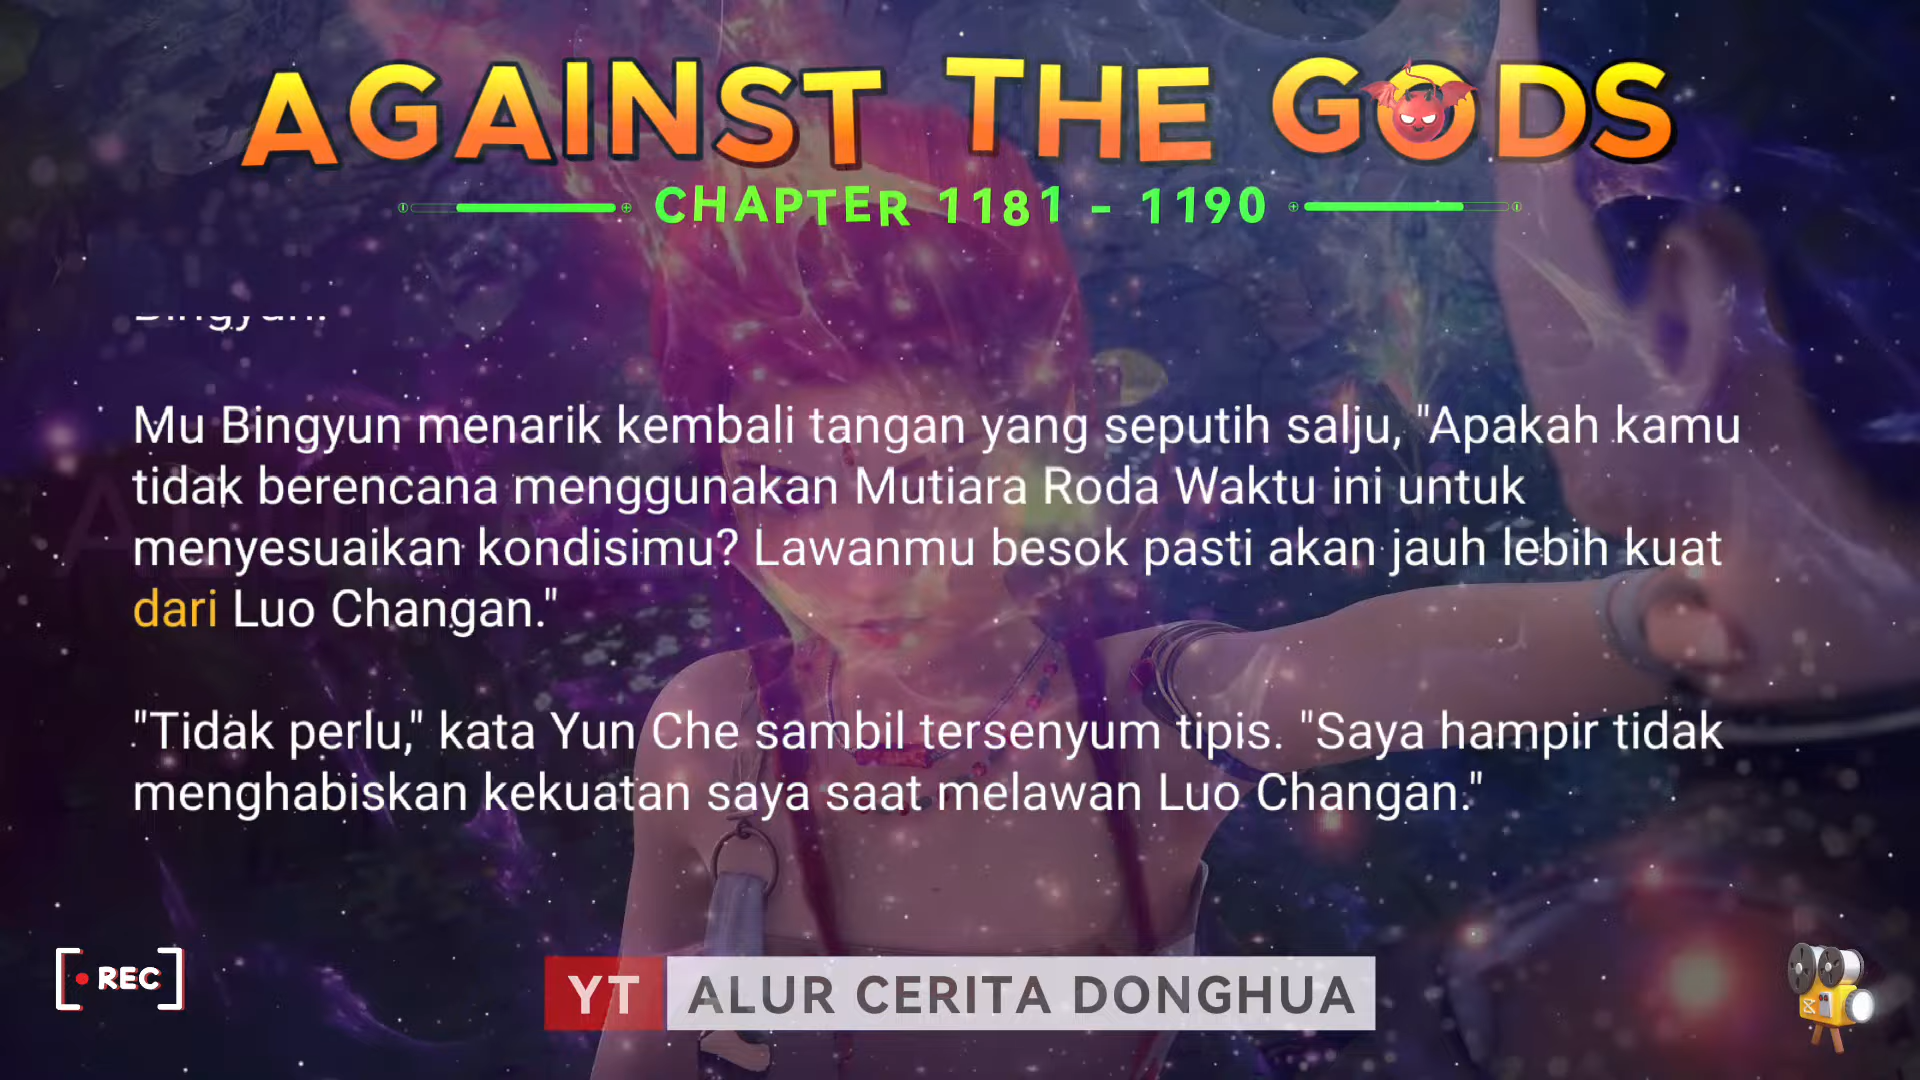 AGAINST THE GODS
CHAPTER 1181 - 1190
Bingyun.
Mu Bingyun menarik kembali tangan yang seputih salju, "Apakah kamu
tidak berencana menggunakan Mutiara Roda Waktu ini untuk
menyesuaikan kondisimu? Lawanmu besok pasti akan jauh lebih kuat
dari Luo Changan."
"Tidak perlu," kata Yun Che sambil tersenyum tipis. "Saya hampir tidak
menghabiskan kekuatan saya saat melawan Luo Changan."
REC
YT ALUR CERITA DONGHUA